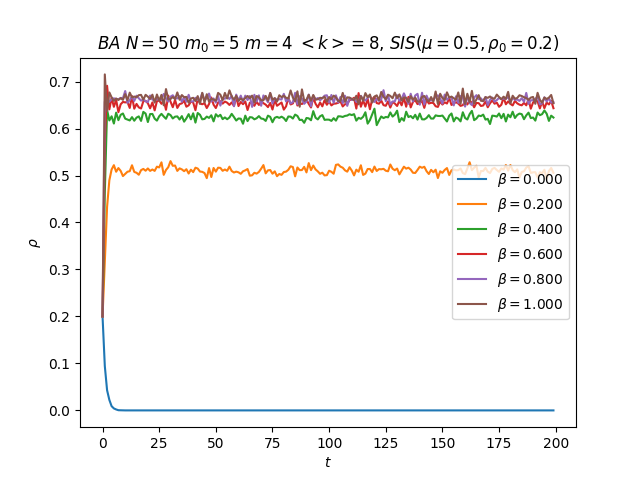 BA N = 50 m₀ = 5 m = 4 < k >= 8, SIS(μ = 0.5, ρ₀ = 0.2)
0.7
0.6
0.5
0.4
0.3
0.2
0.1
0.0
ρ
β = 0.000
β = 0.200
β = 0.400
β = 0.600
β = 0.800
β = 1.000
0 25 50 75 100 125 150 175 200
t